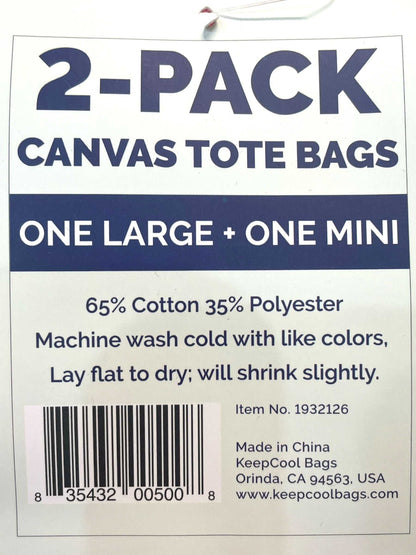 2-PACK
CANVAS TOTE BAGS
ONE LARGE + ONE MINI
65% Cotton 35% Polyester
Machine wash cold with like colors,
Lay flat to dry; will shrink slightly.
Item No. 1932126
Made in China
KeepCool Bags
Orinda, CA 94563, USA
www.keepcoolbags.com
8 35432 00500 8